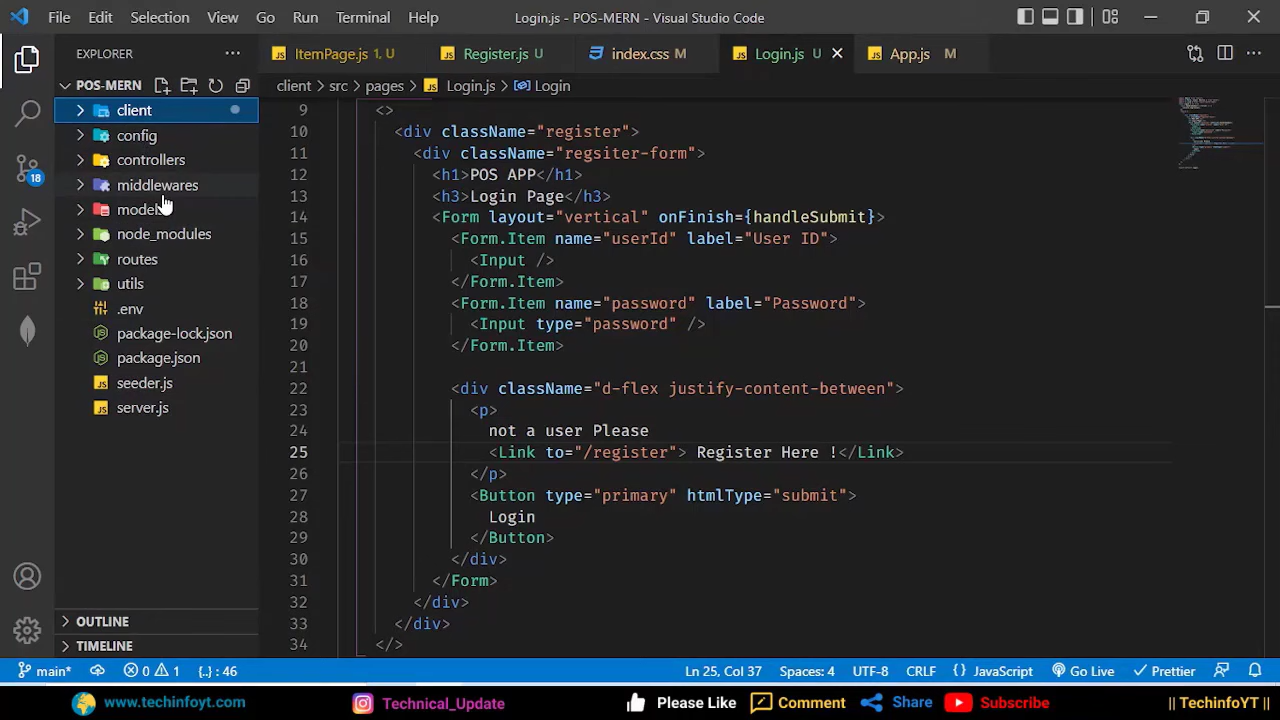 File Edit Selection View Go Run Terminal Help
Login.js - POS-MERN - Visual Studio Code
EXPLORER
ItemPage.js 1, U
Register.js U
index.css M
Login.js U
App.js M
POS-MERN
client > src > pages > Login.js > Login
client
config
controllers
middlewares
model
node_modules
routes
utils
.env
package-lock.json
package.json
seeder.js
server.js
OUTLINE
TIMELINE
18
9 <>
10 <div className="register">
11 <div className="regsiter-form">
12 <h1>POS APP</h1>
13 <h3>Login Page</h3>
14 <Form layout="vertical" onFinish={handleSubmit}>
15 <Form.Item name="userId" label="User ID">
16 <Input />
17 </Form.Item>
18 <Form.Item name="password" label="Password">
19 <Input type="password" />
20 </Form.Item>
21
22 <div className="d-flex justify-content-between">
23 <p>
24 not a user Please
25 <Link to="/register"> Register Here !</Link>
26 </p>
27 <Button type="primary" htmlType="submit">
28 Login
29 </Button>
30 </div>
31 </Form>
32 </div>
33 </div>
34 </>
main* 0 1 {..} : 46 Ln 25, Col 37 Spaces: 4 UTF-8 CRLF {} JavaScript Go Live Prettier
www.techinfoyt.com Technical_Update Please Like Comment Share Subscribe || TechinfoYT ||